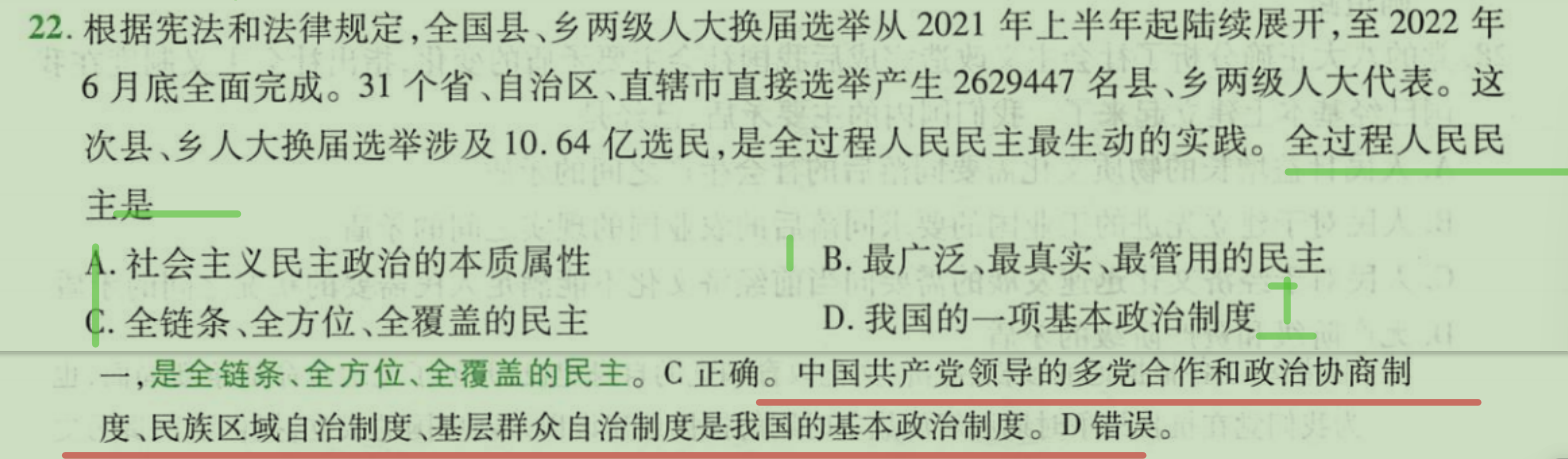 22. 根据宪法和法律规定,全国县、乡两级人大换届选举从 2021 年上半年起陆续展开,至 2022 年
6 月底全面完成。31 个省、自治区、直辖市直接选举产生 2629447 名县、乡两级人大代表。这
次县、乡人大换届选举涉及 10.64 亿选民,是全过程人民民主最生动的实践。全过程人民民
主是
A. 社会主义民主政治的本质属性 B. 最广泛、最真实、最管用的民主
C. 全链条、全方位、全覆盖的民主 D. 我国的一项基本政治制度
一,是全链条、全方位、全覆盖的民主。C 正确。中国共产党领导的多党合作和政治协商制
度、民族区域自治制度、基层群众自治制度是我国的基本政治制度。D 错误。